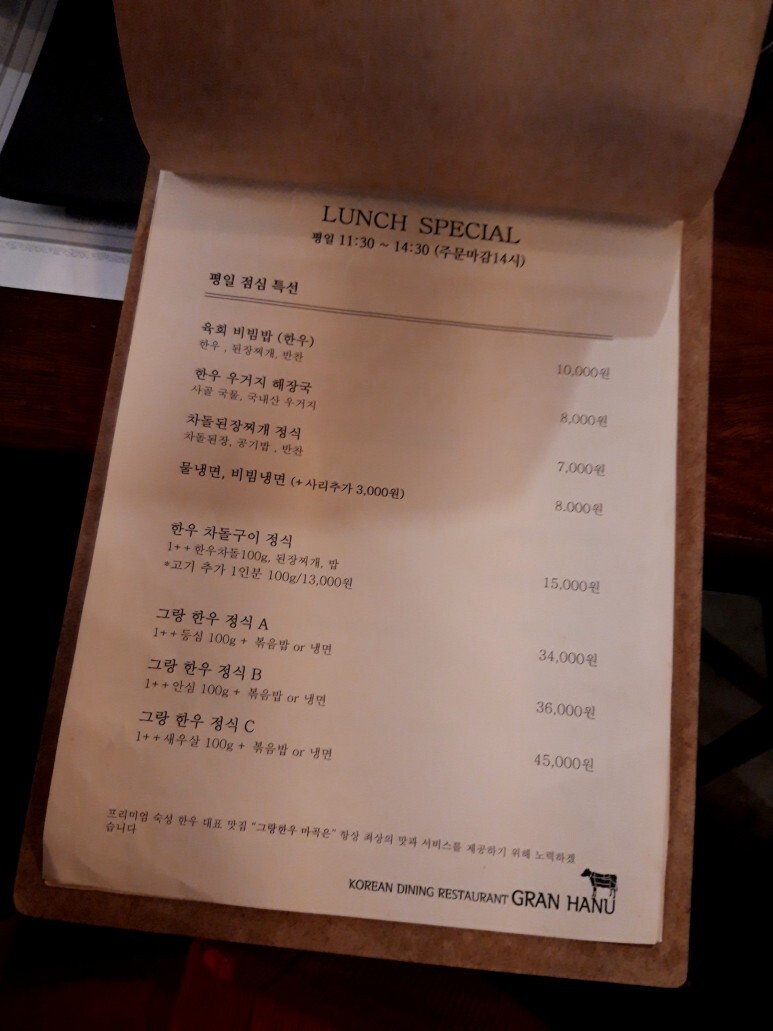 LUNCH SPECIAL
평일 11:30 ~ 14:30 (주문마감14시)
평일 점심 특선
육회 비빔밥 (한우)
한우 . 된장찌개, 반찬
10,000원
한우 우거지 해장국
사골 국물, 국내산 우거지
8,000원
차돌된장찌개 정식
차돌된장, 공기밥 , 반찬
7,000원
물냉면, 비빔냉면 (+ 사리추가 3,000원)
8,000원
한우 차돌구이 정식
1++한우차돌100g, 된장찌개, 밥
*고기 추가 1인분 100g/13,000원
15,000원
그랑 한우 정식 A
1++등심 100g + 볶음밥 or 냉면
34,000원
그랑 한우 정식 B
1++안심 100g + 볶음밥 or 냉면
36,000원
그랑 한우 정식 C
1++새우살 100g + 볶음밥 or 냉면
45,000원
프리미엄 숙성 한우 대표 맛집 "그랑한우 마곡은" 항상 최상의 맛과 서비스를 제공하기 위해 노력하겠
습니다
KOREAN DINING RESTAURANT GRAN HANU